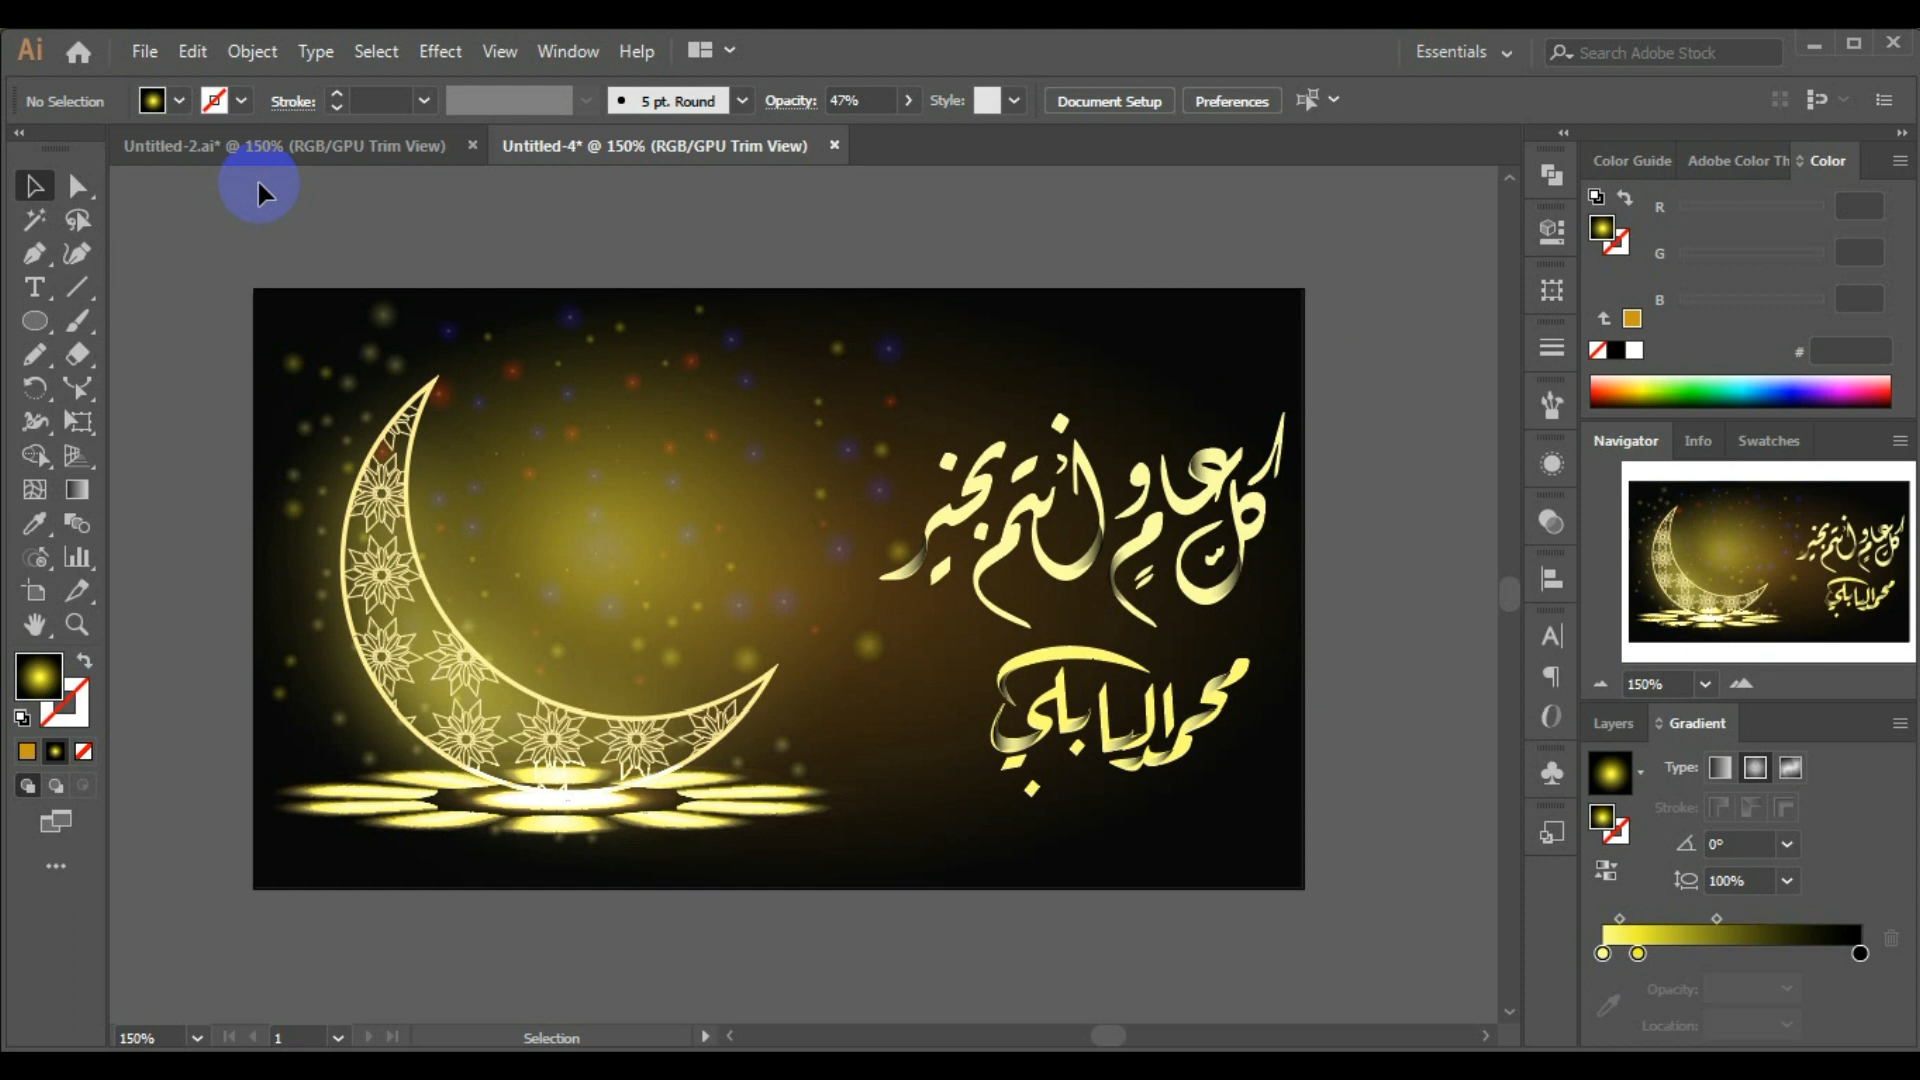 Ai File Edit Object Type Select Effect View Window Help Essentials Search Adobe Stock
No Selection Stroke: 5 pt. Round Opacity: 47% Style: Document Setup Preferences
Untitled-2.ai* @ 150% (RGB/GPU Trim View) Untitled-4* @ 150% (RGB/GPU Trim View)
Color Guide Adobe Color Th Color
R
G
B
#
Navigator Info Swatches
كل عام و أنتم بخير
محمد البابلي
150%
Layers Gradient
Type:
Stroke:
0°
100%
Opacity:
Location:
150% 1 Selection